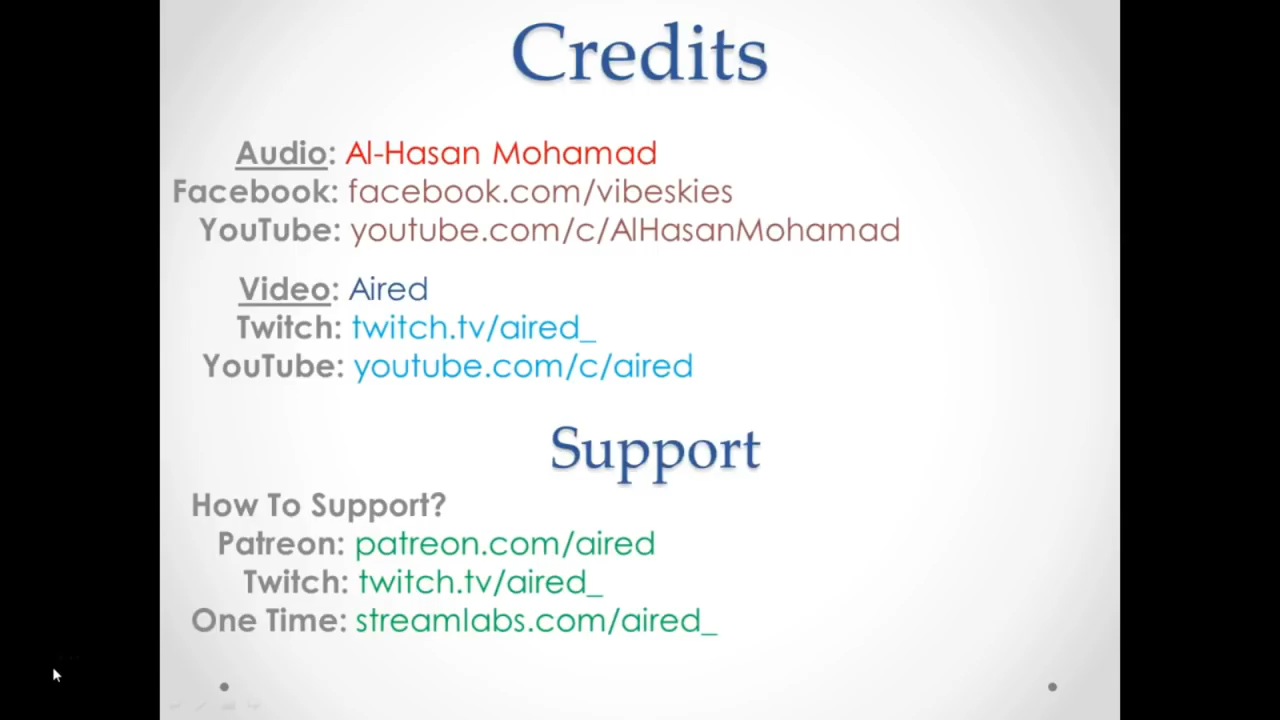 Credits
Audio: Al-Hasan Mohamad
Facebook: facebook.com/vibeskies
YouTube: youtube.com/c/AlHasanMohamad
Video: Aired
Twitch: twitch.tv/aired_
YouTube: youtube.com/c/aired
Support
How To Support?
Patreon: patreon.com/aired
Twitch: twitch.tv/aired_
One Time: streamlabs.com/aired_